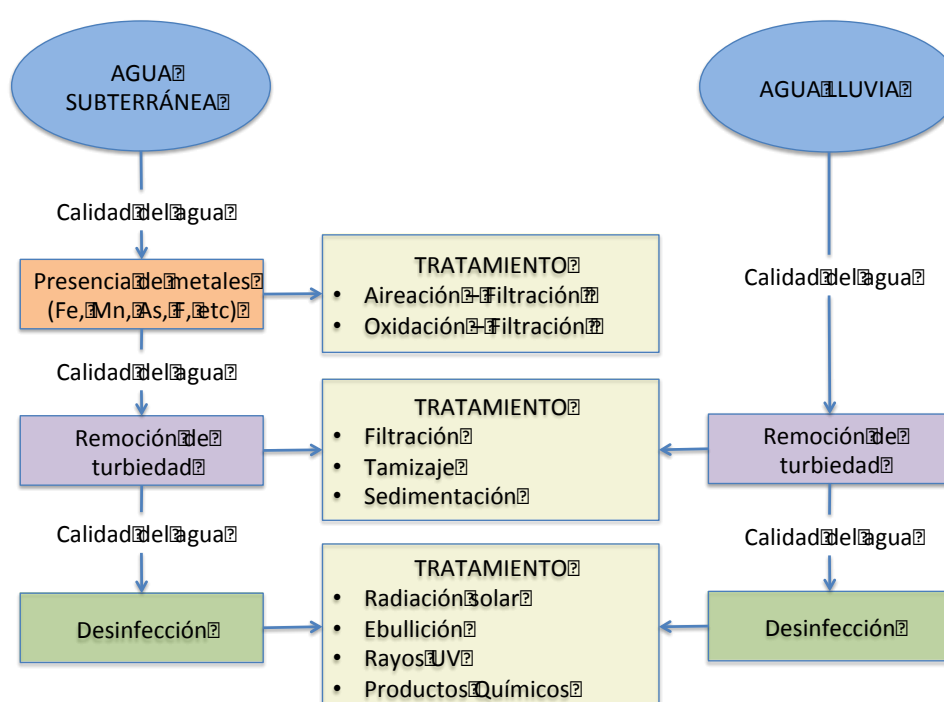 AGUA
SUBTERRÁNEA
Calidad del agua
Presencia de metales
(Fe, Mn, As, F, etc)
Calidad del agua
Remoción de
turbiedad
Calidad del agua
Desinfección
TRATAMIENTO
• Aireación – Filtración
• Oxidación – Filtración
TRATAMIENTO
• Filtración
• Tamizaje
• Sedimentación
TRATAMIENTO
• Radiación solar
• Ebullición
• Rayos UV
• Productos Químicos
AGUA LLUVIA
Calidad del agua
Remoción de
turbiedad
Calidad del agua
Desinfección